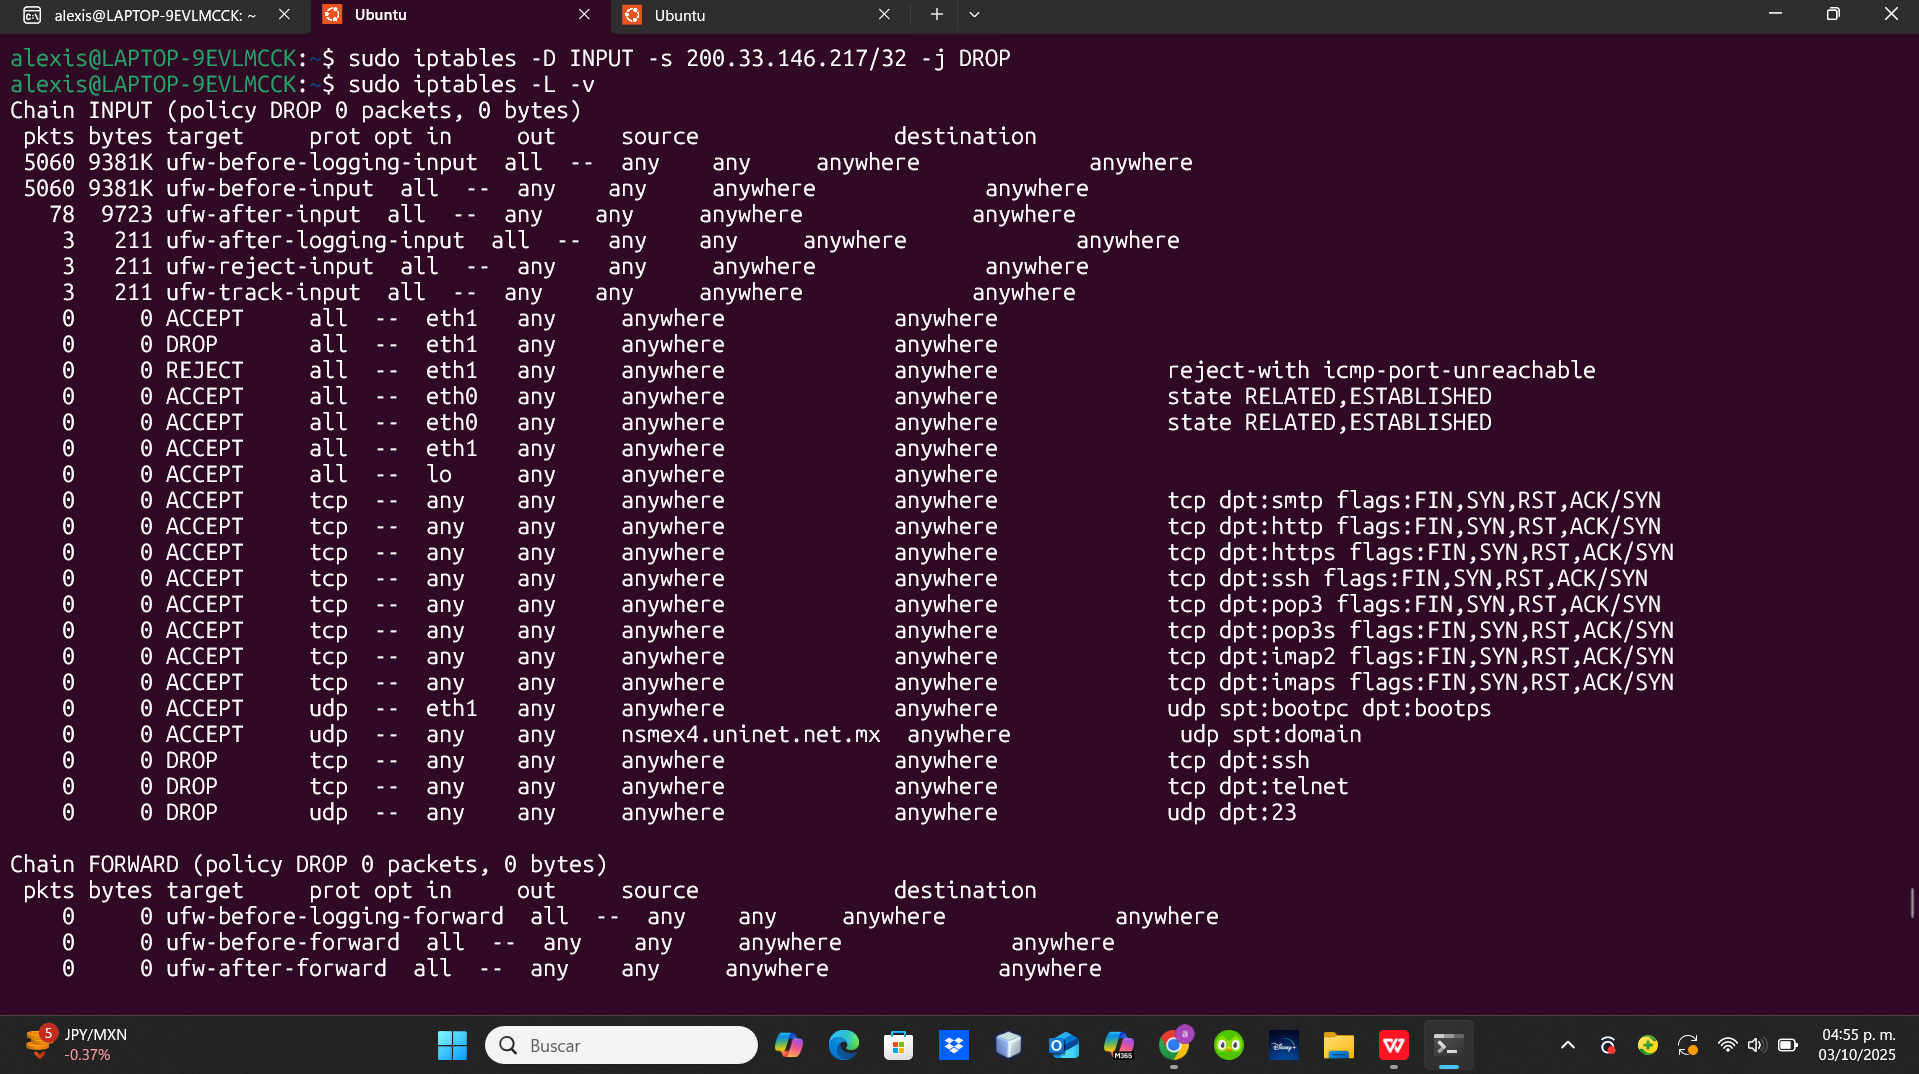 alexis@LAPTOP-9EVLMCCK: ~
Ubuntu
Ubuntu
alexis@LAPTOP-9EVLMCCK:~$ sudo iptables -D INPUT -s 200.33.146.217/32 -j DROP
alexis@LAPTOP-9EVLMCCK:~$ sudo iptables -L -v
Chain INPUT (policy DROP 0 packets, 0 bytes)
 pkts bytes target     prot opt in     out     source               destination
 5060 9381K ufw-before-logging-input  all  --  any    any     anywhere             anywhere
 5060 9381K ufw-before-input  all  --  any    any     anywhere             anywhere
   78  9723 ufw-after-input  all  --  any    any     anywhere             anywhere
    3   211 ufw-after-logging-input  all  --  any    any     anywhere             anywhere
    3   211 ufw-reject-input  all  --  any    any     anywhere             anywhere
    3   211 ufw-track-input  all  --  any    any     anywhere             anywhere
    0     0 ACCEPT     all  --  eth1   any     anywhere             anywhere
    0     0 DROP       all  --  eth1   any     anywhere             anywhere
    0     0 REJECT     all  --  eth1   any     anywhere             anywhere             reject-with icmp-port-unreachable
    0     0 ACCEPT     all  --  eth0   any     anywhere             anywhere             state RELATED,ESTABLISHED
    0     0 ACCEPT     all  --  eth0   any     anywhere             anywhere             state RELATED,ESTABLISHED
    0     0 ACCEPT     all  --  eth1   any     anywhere             anywhere
    0     0 ACCEPT     all  --  lo     any     anywhere             anywhere
    0     0 ACCEPT     tcp  --  any    any     anywhere             anywhere             tcp dpt:smtp flags:FIN,SYN,RST,ACK/SYN
    0     0 ACCEPT     tcp  --  any    any     anywhere             anywhere             tcp dpt:http flags:FIN,SYN,RST,ACK/SYN
    0     0 ACCEPT     tcp  --  any    any     anywhere             anywhere             tcp dpt:https flags:FIN,SYN,RST,ACK/SYN
    0     0 ACCEPT     tcp  --  any    any     anywhere             anywhere             tcp dpt:ssh flags:FIN,SYN,RST,ACK/SYN
    0     0 ACCEPT     tcp  --  any    any     anywhere             anywhere             tcp dpt:pop3 flags:FIN,SYN,RST,ACK/SYN
    0     0 ACCEPT     tcp  --  any    any     anywhere             anywhere             tcp dpt:pop3s flags:FIN,SYN,RST,ACK/SYN
    0     0 ACCEPT     tcp  --  any    any     anywhere             anywhere             tcp dpt:imap2 flags:FIN,SYN,RST,ACK/SYN
    0     0 ACCEPT     tcp  --  any    any     anywhere             anywhere             tcp dpt:imaps flags:FIN,SYN,RST,ACK/SYN
    0     0 ACCEPT     udp  --  eth1   any     anywhere             anywhere             udp spt:bootpc dpt:bootps
    0     0 ACCEPT     udp  --  any    any     nsmex4.uninet.net.mx  anywhere             udp spt:domain
    0     0 DROP       tcp  --  any    any     anywhere             anywhere             tcp dpt:ssh
    0     0 DROP       tcp  --  any    any     anywhere             anywhere             tcp dpt:telnet
    0     0 DROP       udp  --  any    any     anywhere             anywhere             udp dpt:23
Chain FORWARD (policy DROP 0 packets, 0 bytes)
 pkts bytes target     prot opt in     out     source               destination
    0     0 ufw-before-logging-forward  all  --  any    any     anywhere             anywhere
    0     0 ufw-before-forward  all  --  any    any     anywhere             anywhere
    0     0 ufw-after-forward  all  --  any    any     anywhere             anywhere
5
JPY/MXN
-0.37%
Buscar
M365
a
Disney+
04:55 p. m.
03/10/2025